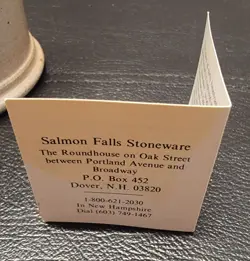 Salmon Falls Stoneware
The Roundhouse on Oak Street
between Portland Avenue and
Broadway
P.O. Box 452
Dover, N.H. 03820
1-800-621-2030
In New Hampshire
Dial (603) 749-1467